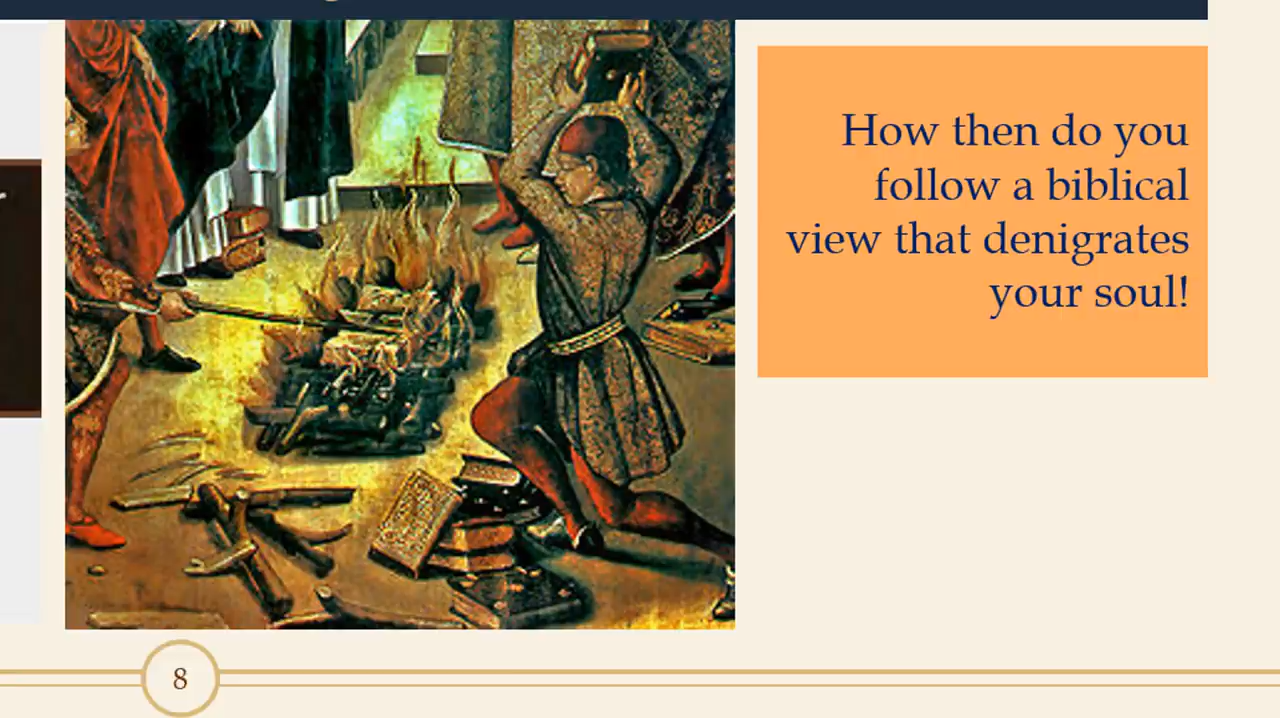 How then do you
follow a biblical
view that denigrates
your soul!
8